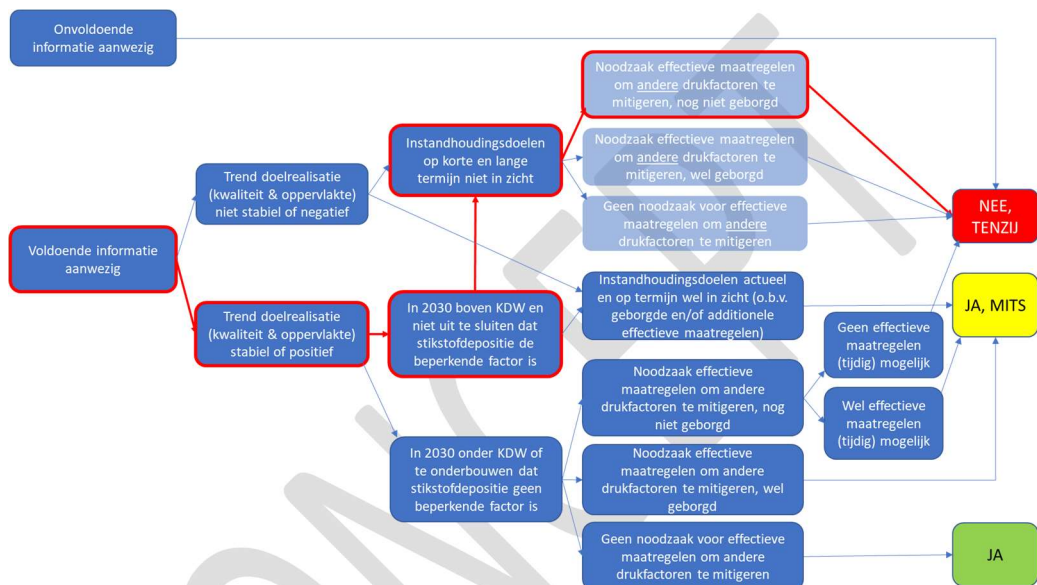 Onvoldoende
informatie aanwezig
Noodzaak effectieve maatregelen
om andere drukfactoren te
mitigeren, nog niet geborgd
Instandhoudingsdoelen
op korte en lange
termijn niet in zicht
Noodzaak effectieve maatregelen
om andere drukfactoren te
mitigeren, wel geborgd
Trend doelrealisatie
(kwaliteit & oppervlakte)
niet stabiel of negatief
Geen noodzaak voor effectieve
maatregelen om andere
drukfactoren te mitigeren
NEE,
TENZIJ
Voldoende informatie
aanwezig
Trend doelrealisatie
(kwaliteit & oppervlakte)
stabiel of positief
In 2030 boven KDW en
niet uit te sluiten dat
stikstofdepositie de
beperkende factor is
Instandhoudingsdoelen actueel
en op termijn wel in zicht (o.b.v.
geborgde en/of additionele
effectieve maatregelen)
JA, MITS
Geen effectieve
maatregelen
(tijdig) mogelijk
Noodzaak effectieve
maatregelen om andere
drukfactoren te mitigeren, nog
niet geborgd
Wel effectieve
maatregelen
(tijdig) mogelijk
In 2030 onder KDW of
te onderbouwen dat
stikstofdepositie geen
beperkende factor is
Noodzaak effectieve
maatregelen om andere
drukfactoren te mitigeren, wel
geborgd
Geen noodzaak voor effectieve
maatregelen om andere
drukfactoren te mitigeren
JA